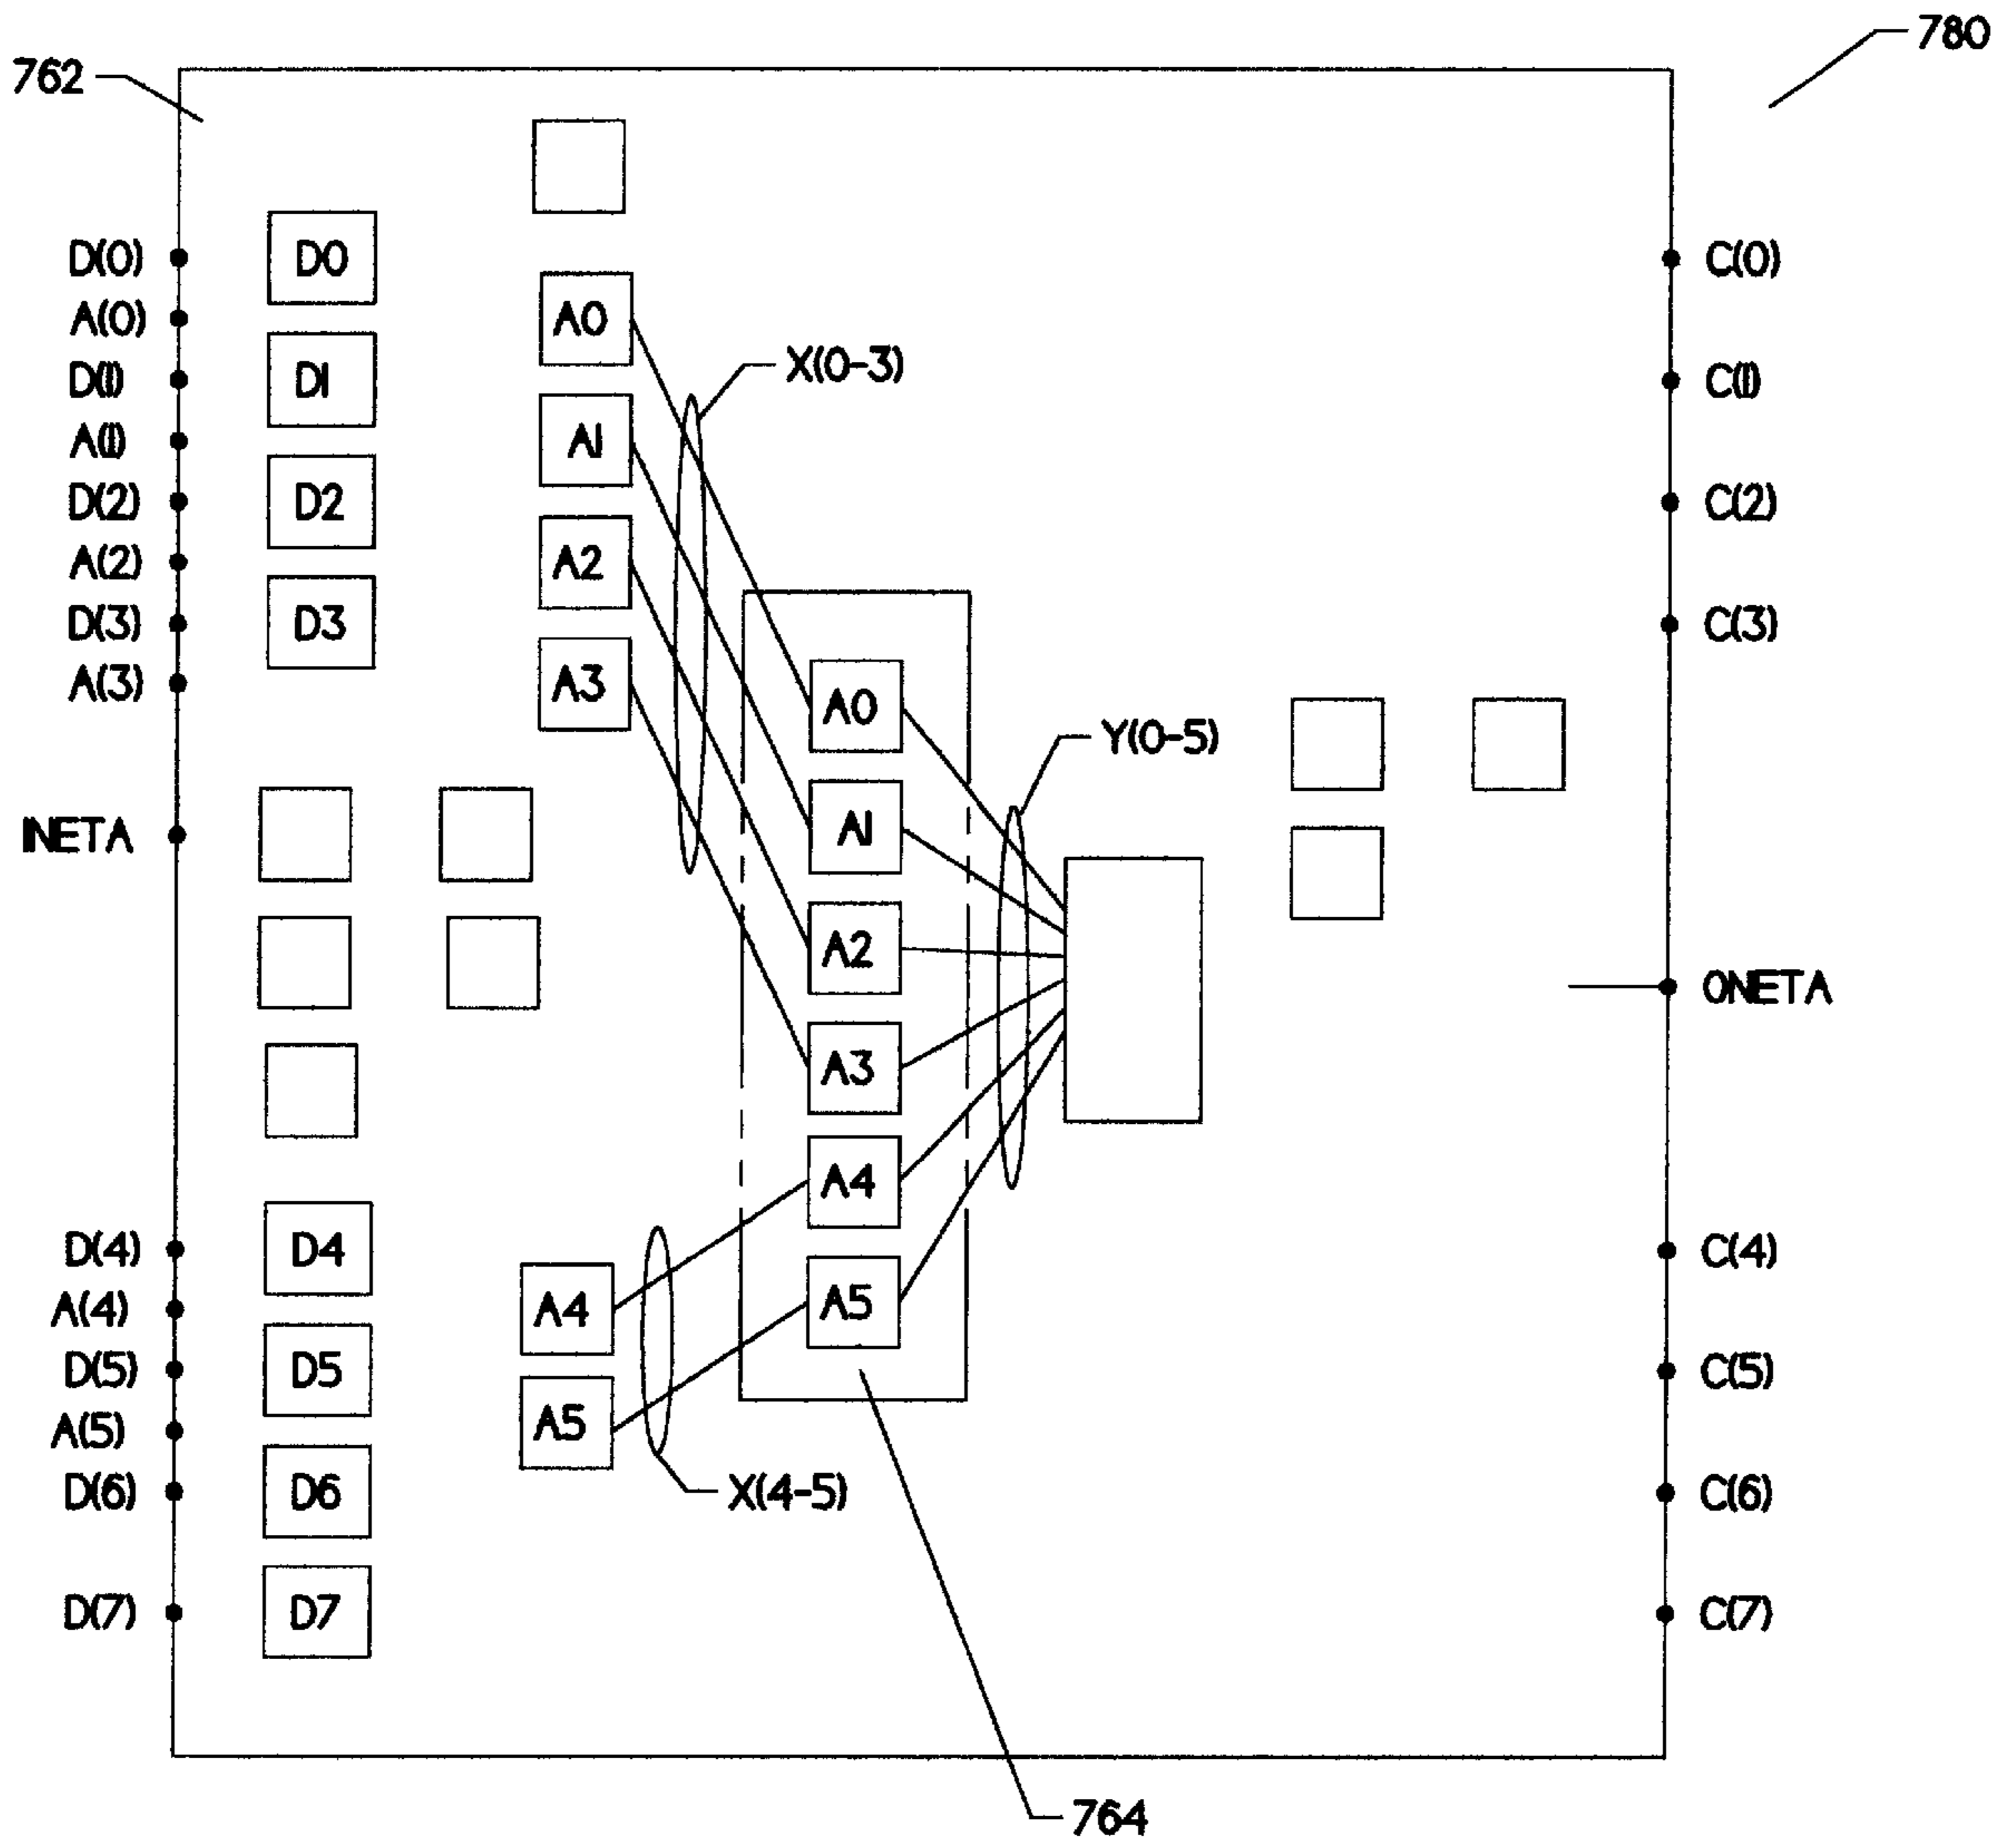 780
762
D(0) D0 C(0)
A(0) A0
X(0-3)
D(1) D1 C(1)
A(1) A1
D(2) D2 C(2)
A(2) A2
D(3) D3 C(3)
A(3) A3
A0
Y(0-5)
INETA A1
A2
ONETA
A3
A4
D(4) D4 C(4)
A(4) A4 A5
D(5) D5 C(5)
A(5) A5
D(6) D6 X(4-5) C(6)
D(7) D7 C(7)
764